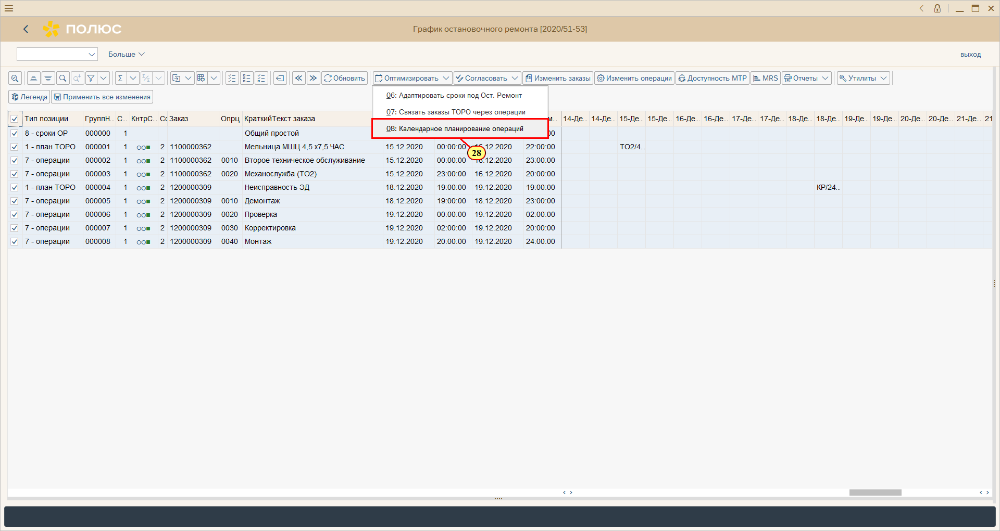 ПОЛЮС
График остановочного ремонта [2020/51-53]
Больше
выход
Обновить Оптимизировать Согласовать Изменить заказы Изменить операции Доступность МТР MRS Отчеты Утилиты
Легенда Применить все изменения
06: Адаптировать сроки под Ост. Ремонт
07: Связать заказы ТОРО через операции
08: Календарное планирование операций
28
Тип позиции ГруппН... С... КнтрС... Сс Заказ Опрц КраткийТекст заказа м... 14-Де... 14-Де... 15-Де... 15-Де... 16-Де... 16-Де... 17-Де... 17-Де... 18-Де... 18-Де... 19-Де... 19-Де... 20-Де... 20-Де... 21-Де... 21
8 - сроки ОР 000000 1 Общий простой 00
1 - план ТОРО 000001 1 2 1100000362 Мельница МШЦ 4,5 х7,5 ЧАС 15.12.2020 00:00:00 16.12.2020 22:00:00 ТО2/4...
7 - операции 000002 1 2 1100000362 0010 Второе техническое обслуживание 15.12.2020 00:00:00 16.12.2020 23:00:00
7 - операции 000003 1 2 1100000362 0020 Механослужба (ТО2) 15.12.2020 23:00:00 16.12.2020 20:00:00
1 - план ТОРО 000004 1 2 1200000309 Неисправность ЭД 18.12.2020 19:00:00 19.12.2020 19:00:00 КР/24...
7 - операции 000005 1 2 1200000309 0010 Демонтаж 18.12.2020 19:00:00 18.12.2020 23:00:00
7 - операции 000006 1 2 1200000309 0020 Проверка 19.12.2020 00:00:00 19.12.2020 02:00:00
7 - операции 000007 1 2 1200000309 0030 Корректировка 19.12.2020 02:00:00 19.12.2020 20:00:00
7 - операции 000008 1 2 1200000309 0040 Монтаж 19.12.2020 20:00:00 19.12.2020 24:00:00